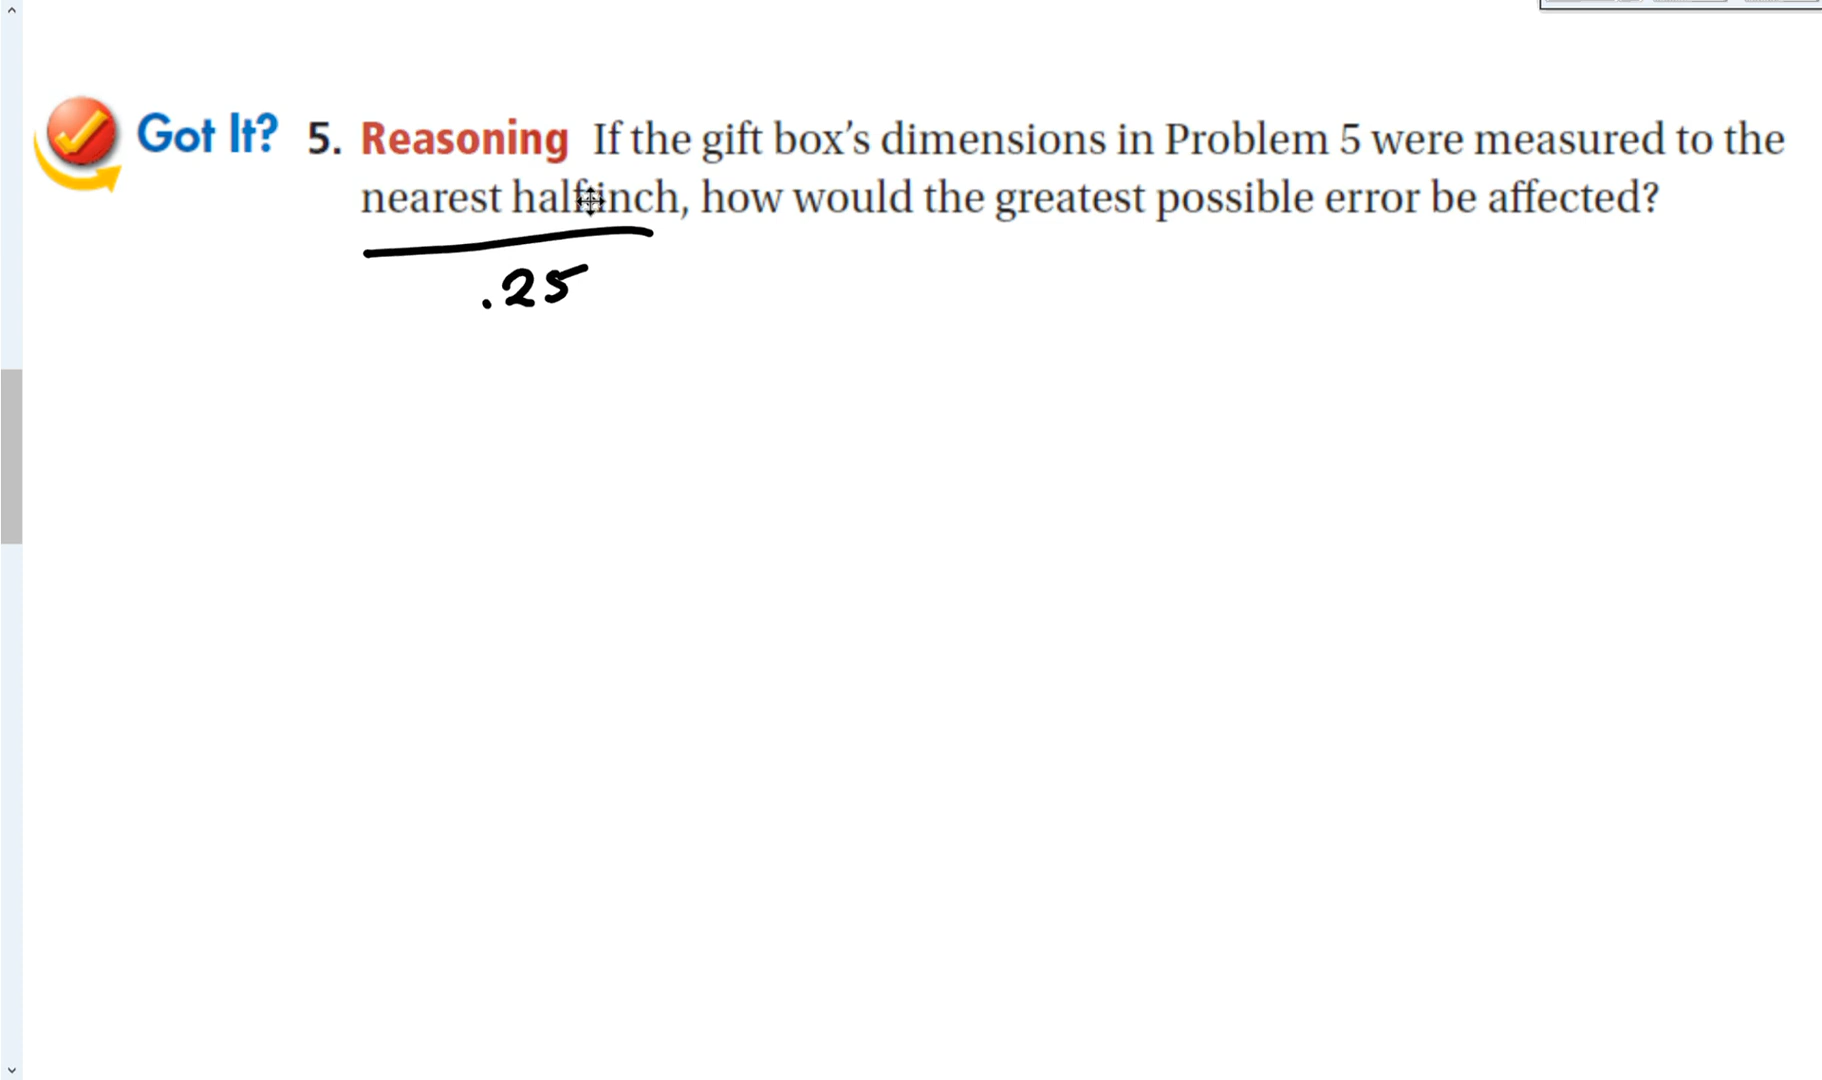 Got It? 5. Reasoning If the gift box’s dimensions in Problem 5 were measured to the
nearest half inch, how would the greatest possible error be affected?
.25